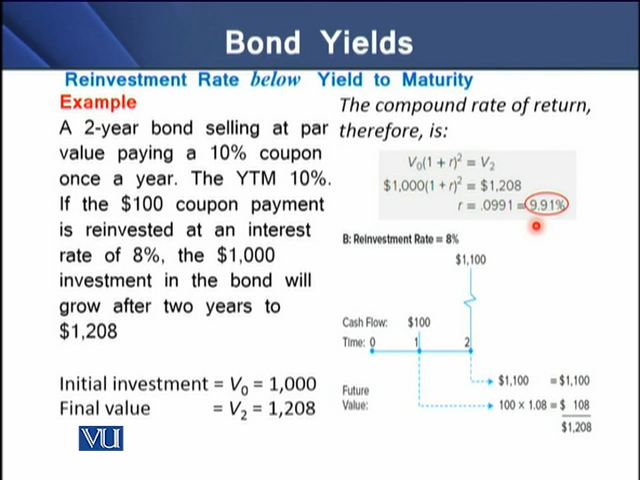 Bond Yields
Reinvestment Rate below Yield to Maturity
Example
A 2-year bond selling at par
value paying a 10% coupon
once a year. The YTM 10%.
If the $100 coupon payment
is reinvested at an interest
rate of 8%, the $1,000
investment in the bond will
grow after two years to
$1,208
Initial investment = V₀ = 1,000
Final value = V₂ = 1,208
VU
The compound rate of return,
therefore, is:
V₀(1 + r)² = V₂
$1,000(1 + r)² = $1,208
r = .0991 = 9.91%
B: Reinvestment Rate = 8%
$1,100
Cash Flow: $100
Time: 0 1 2
$1,100 = $1,100
Future
Value: 100 × 1.08 = $ 108
$1,208